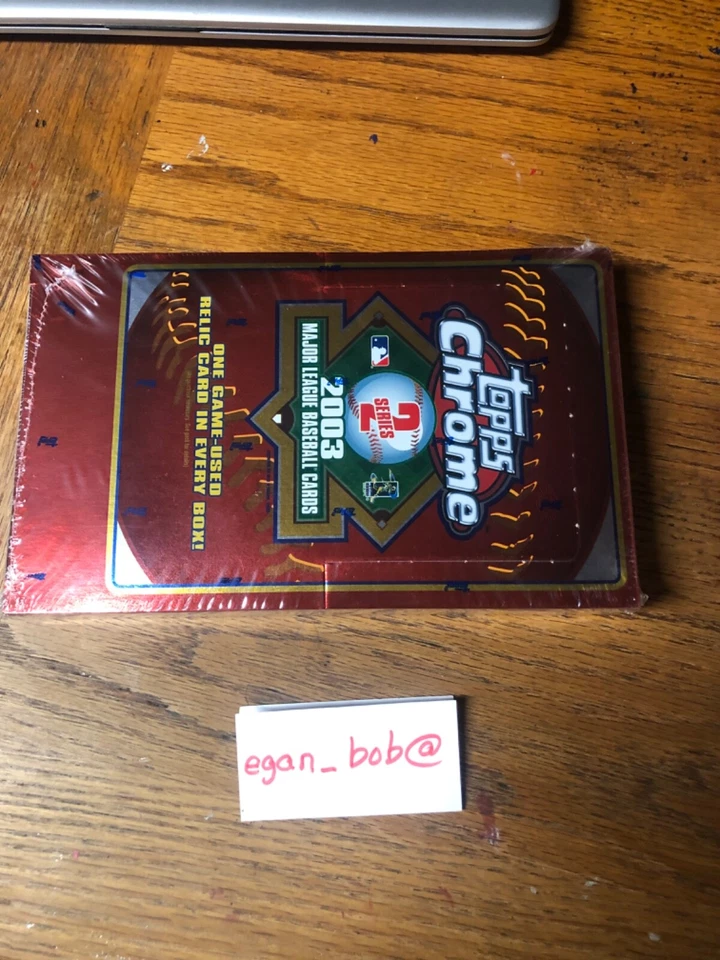 topps
Chrome
SERIES
2
2003
MAJOR LEAGUE BASEBALL CARDS
ONE GAME-USED
RELIC CARD IN EVERY BOX!
egan_bob@